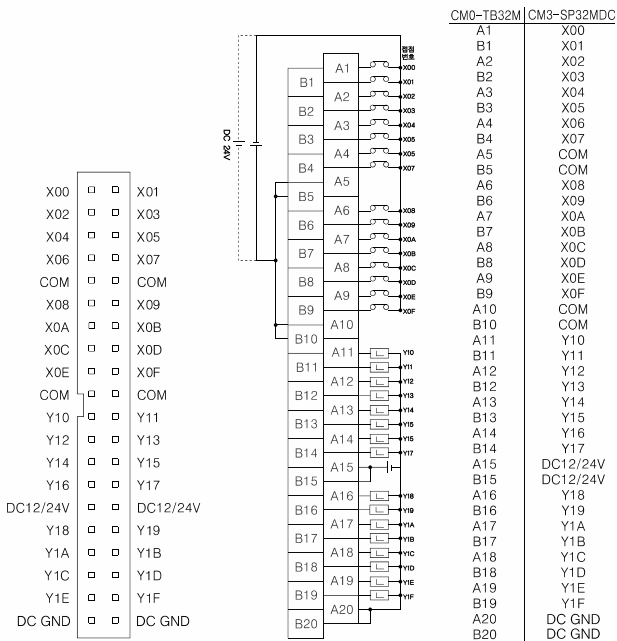 X00 X01
X02 X03
X04 X05
X06 X07
COM COM
X08 X09
X0A X0B
X0C X0D
X0E X0F
COM COM
Y10 Y11
Y12 Y13
Y14 Y15
Y16 Y17
DC12/24V DC12/24V
Y18 Y19
Y1A Y1B
Y1C Y1D
Y1E Y1F
DC GND DC GND
DC 24V
접점
번호
A1 X00
B1 X01
A2 X02
B2 X03
A3 X04
B3 X05
A4 X05
B4 X07
A5
B5
A6 X08
B6 X09
A7 X0A
B7 X0B
A8 X0C
B8 X0D
A9 X0E
B9 X0F
A10
B10
A11 Y10
B11 Y11
A12 Y12
B12 Y13
A13 Y14
B13 Y15
A14 Y15
B14 Y17
A15
B15
A16 Y18
B16 Y19
A17 Y1A
B17 Y1B
A18 Y1C
B18 Y1D
A19 Y1E
B19 Y1F
A20
B20
CM0-TB32M CM3-SP32MDC
A1 X00
B1 X01
A2 X02
B2 X03
A3 X04
B3 X05
A4 X06
B4 X07
A5 COM
B5 COM
A6 X08
B6 X09
A7 X0A
B7 X0B
A8 X0C
B8 X0D
A9 X0E
B9 X0F
A10 COM
B10 COM
A11 Y10
B11 Y11
A12 Y12
B12 Y13
A13 Y14
B13 Y15
A14 Y16
B14 Y17
A15 DC12/24V
B15 DC12/24V
A16 Y18
B16 Y19
A17 Y1A
B17 Y1B
A18 Y1C
B18 Y1D
A19 Y1E
B19 Y1F
A20 DC GND
B20 DC GND